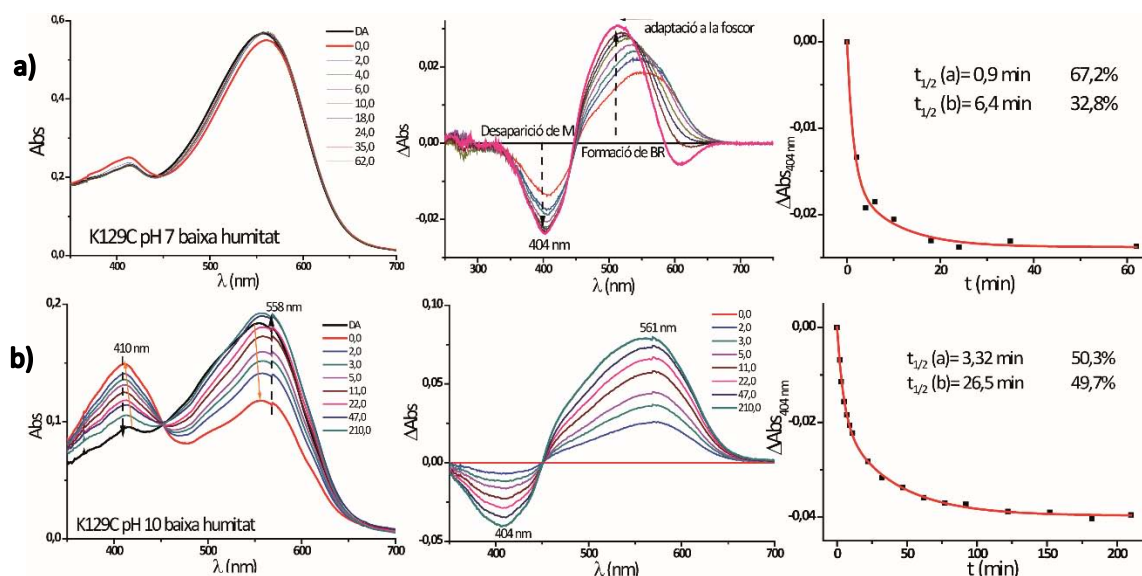 a)
Abs
0,6
0,4
0,2
0,0
400
500
600
700
λ (nm)
K129C pH 7 baixa humitat
DA
0,0
2,0
4,0
6,0
10,0
18,0
24,0
35,0
62,0
ΔAbs
0,02
0,00
-0,02
300
400
500
600
700
λ (nm)
adaptació a la foscor
Desaparició de M
Formació de BR
404 nm
ΔAbs404 nm
0,00
-0,01
-0,02
0
20
40
60
t (min)
t1/2 (a)= 0,9 min 67,2%
t1/2 (b)= 6,4 min 32,8%
b)
Abs
0,2
0,1
0,0
400
500
600
700
λ (nm)
410 nm
558 nm
K129C pH 10 baixa humitat
DA
0,0
2,0
3,0
5,0
11,0
22,0
47,0
210,0
ΔAbs
0,10
0,05
0,00
-0,05
400
500
600
700
λ (nm)
561 nm
404 nm
0,0
2,0
3,0
5,0
11,0
22,0
47,0
210,0
ΔAbs404 nm
0,00
-0,02
-0,04
0
50
100
150
200
t (min)
t1/2 (a)= 3,32 min 50,3%
t1/2 (b)= 26,5 min 49,7%